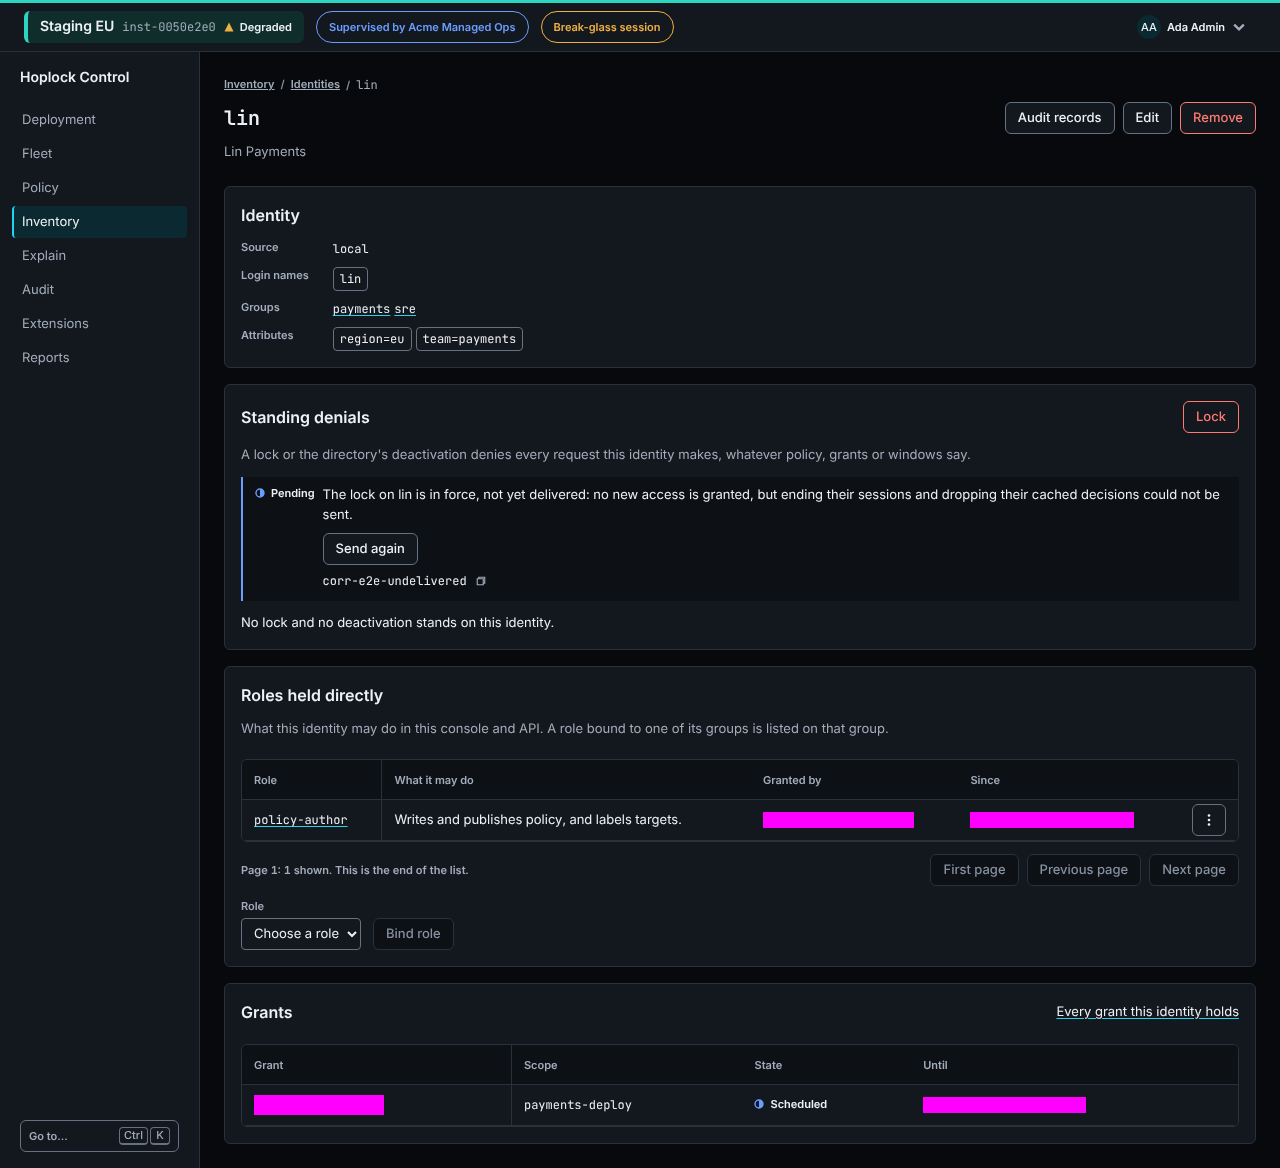 Staging EU inst-0050e2e0 Degraded Supervised by Acme Managed Ops Break-glass session AA Ada Admin
Hoplock Control
Deployment
Fleet
Policy
Inventory
Explain
Audit
Extensions
Reports
Go to... Ctrl K
Inventory / Identities / lin
lin
Audit records Edit Remove
Lin Payments
Identity
Source local
Login names lin
Groups payments sre
Attributes region=eu team=payments
Standing denials
Lock
A lock or the directory's deactivation denies every request this identity makes, whatever policy, grants or windows say.
Pending The lock on lin is in force, not yet delivered: no new access is granted, but ending their sessions and dropping their cached decisions could not be
sent.
Send again
corr-e2e-undelivered
No lock and no deactivation stands on this identity.
Roles held directly
What this identity may do in this console and API. A role bound to one of its groups is listed on that group.
Role What it may do Granted by Since
policy-author Writes and publishes policy, and labels targets.
Page 1: 1 shown. This is the end of the list. First page Previous page Next page
Role
Choose a role Bind role
Grants Every grant this identity holds
Grant Scope State Until
payments-deploy Scheduled